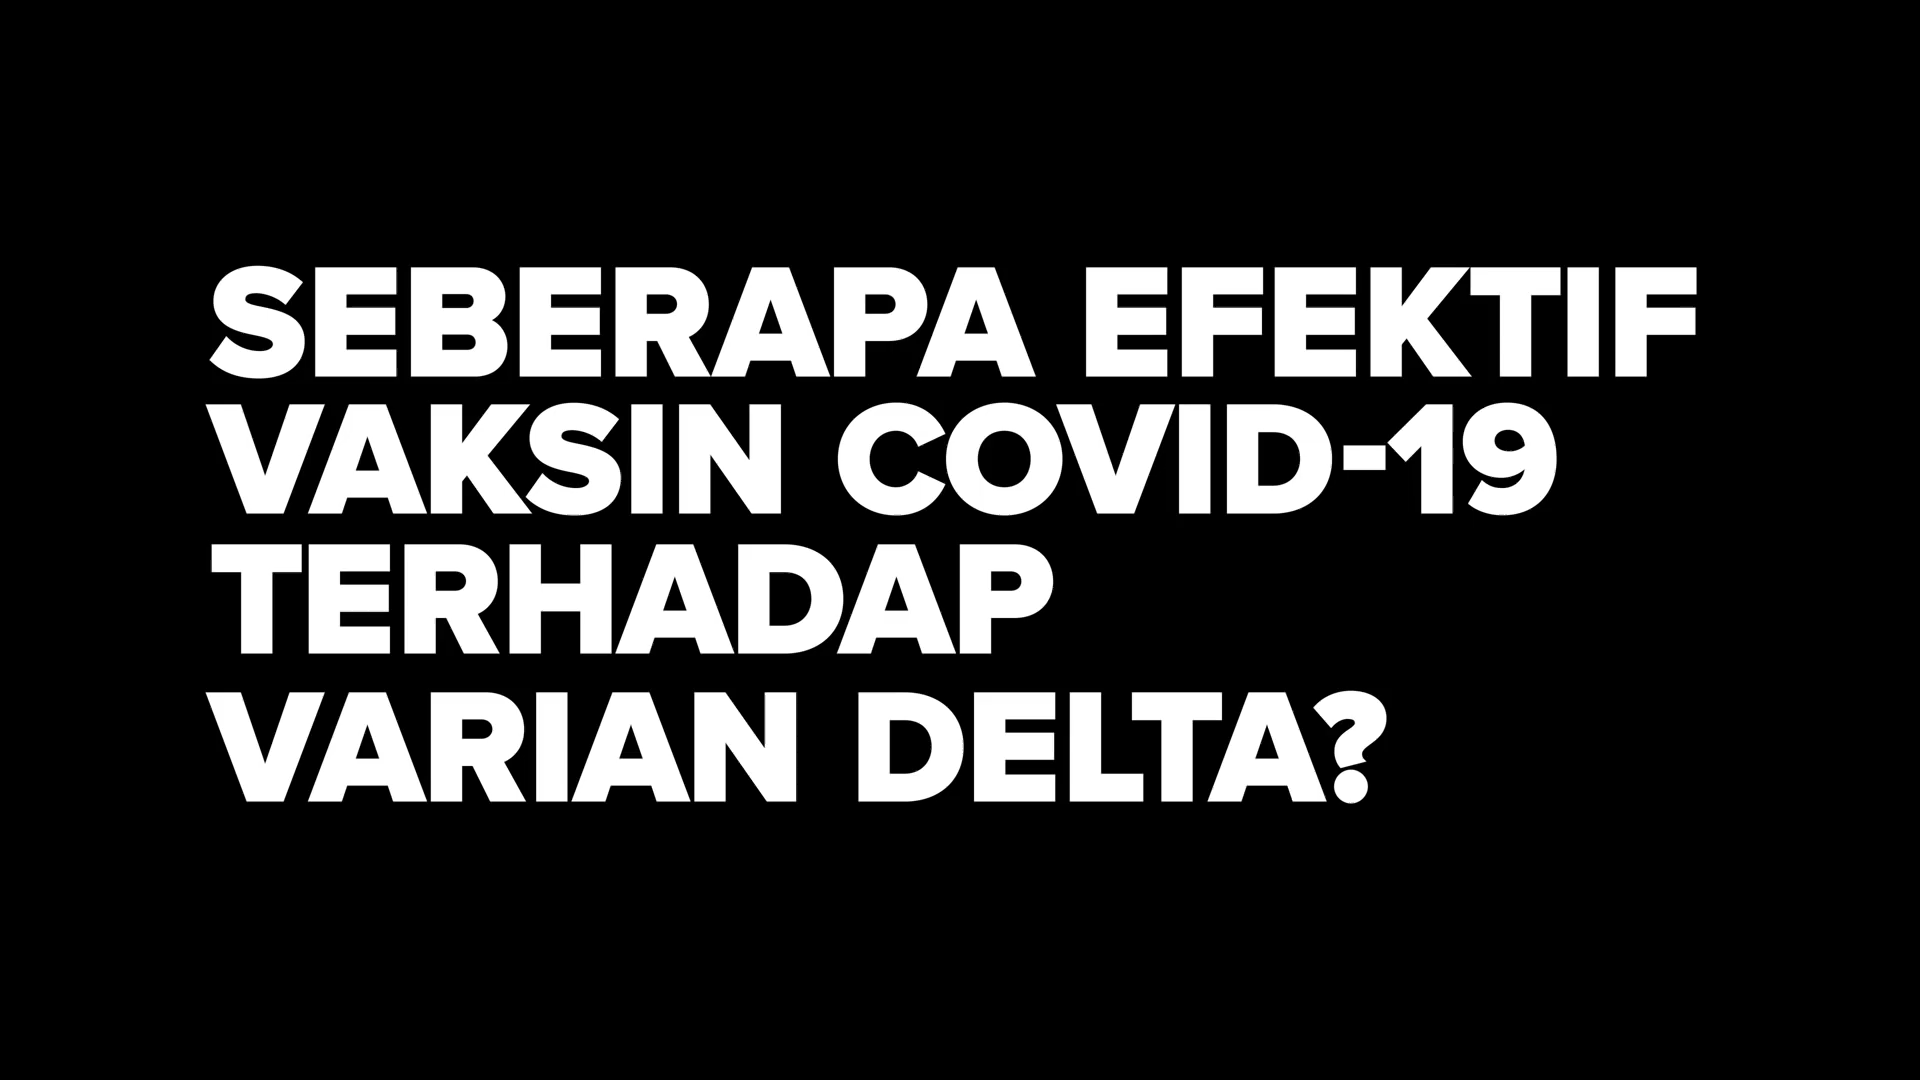 SEBERAPA EFEKTIF
VAKSIN COVID-19
TERHADAP
VARIAN DELTA?